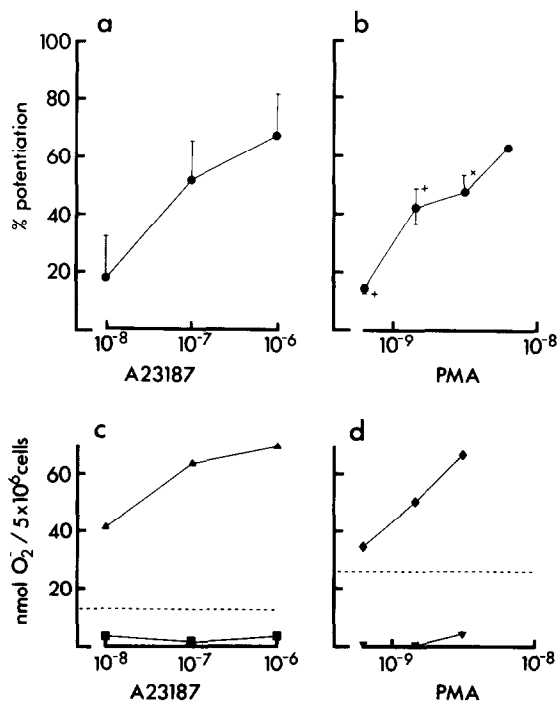 a
b
% potentiation
100
80
60
40
20
+
+
x
10⁻⁸
10⁻⁷
10⁻⁶
10⁻⁹
10⁻⁸
A23187
PMA
c
d
nmol O₂⁻ / 5x10⁶cells
60
40
20
10⁻⁸
10⁻⁷
10⁻⁶
10⁻⁹
10⁻⁸
A23187
PMA